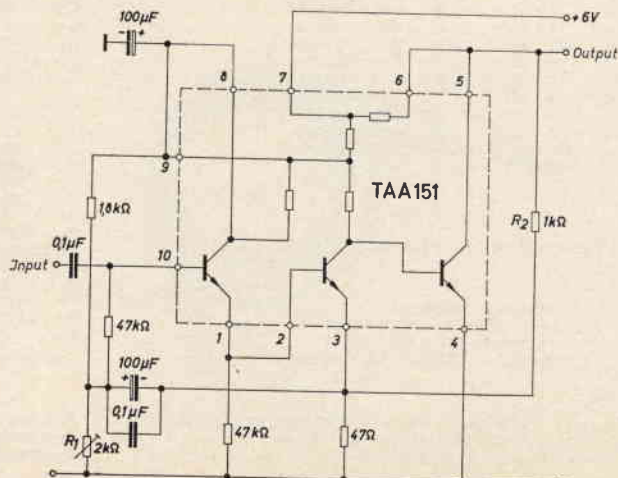 100μF
- +
+ 6V
Output
8
7
6
5
9
TAA151
1,8kΩ
R2
1kΩ
0,1μF
Input
10
47kΩ
1
2
3
4
100μF
+ -
0,1μF
R1
2kΩ
47kΩ
47Ω